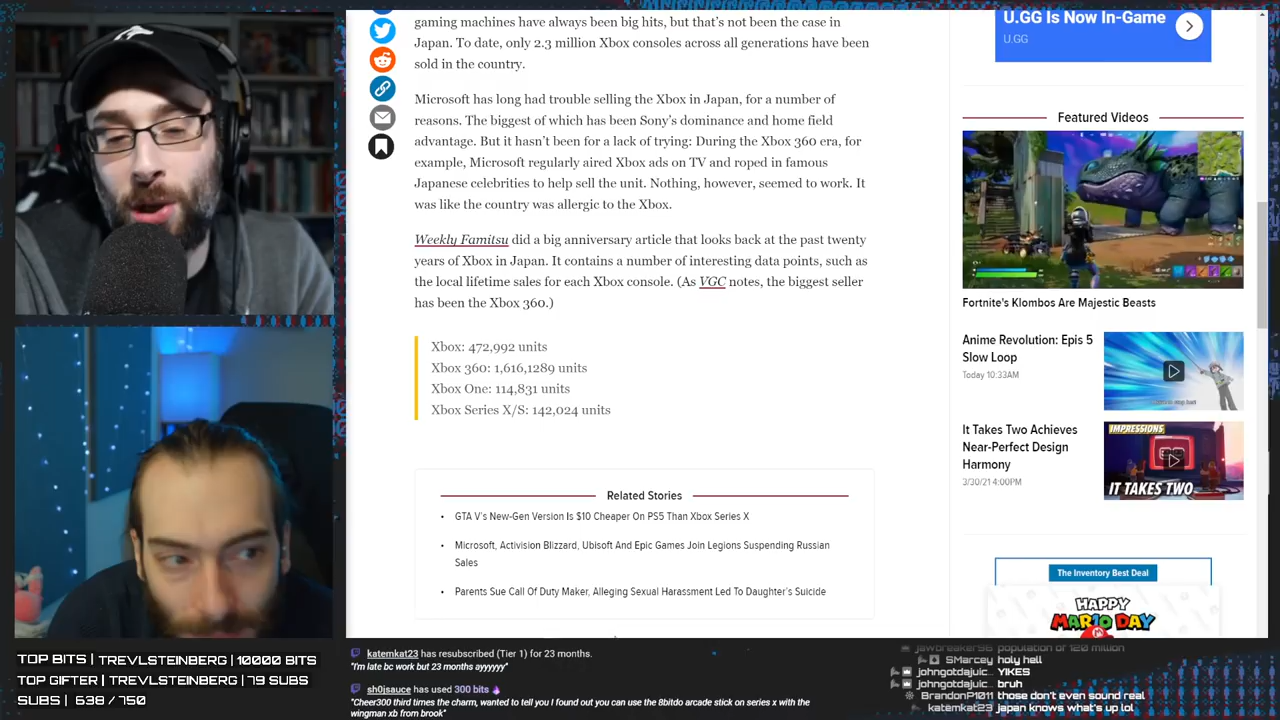 gaming machines have always been big hits, but that's not been the case in
Japan. To date, only 2.3 million Xbox consoles across all generations have been
sold in the country.
Microsoft has long had trouble selling the Xbox in Japan, for a number of
reasons. The biggest of which has been Sony's dominance and home field
advantage. But it hasn't been for a lack of trying: During the Xbox 360 era, for
example, Microsoft regularly aired Xbox ads on TV and roped in famous
Japanese celebrities to help sell the unit. Nothing, however, seemed to work. It
was like the country was allergic to the Xbox.
Weekly Famitsu did a big anniversary article that looks back at the past twenty
years of Xbox in Japan. It contains a number of interesting data points, such as
the local lifetime sales for each Xbox console. (As VGC notes, the biggest seller
has been the Xbox 360.)
Xbox: 472,992 units
Xbox 360: 1,616,1289 units
Xbox One: 114,831 units
Xbox Series X/S: 142,024 units
Related Stories
• GTA V's New-Gen Version Is $10 Cheaper On PS5 Than Xbox Series X
• Microsoft, Activision Blizzard, Ubisoft And Epic Games Join Legions Suspending Russian
Sales
• Parents Sue Call Of Duty Maker, Alleging Sexual Harassment Led To Daughter's Suicide
U.GG Is Now In-Game
U.GG
Featured Videos
Fortnite's Klombos Are Majestic Beasts
Anime Revolution: Epis 5
Slow Loop
Today 10:33AM
It Takes Two Achieves
Near-Perfect Design
Harmony
3/30/21 4:00PM
IMPRESSIONS
IT TAKES TWO
The Inventory Best Deal
HAPPY
MARIO DAY
TOP BITS | TREVLSTEINBERG | 10000 BITS
TOP GIFTER | TREVLSTEINBERG | 79 SUBS
SUBS | 638 / 750
katemkat23 has resubscribed (Tier 1) for 23 months.
"I'm late bc work but 23 months ayyyyyy"
sh0jsauce has used 300 bits
"Cheer300 third times the charm, wanted to tell you I found out you can use the 8bitdo arcade stick on series x with the
wingman xb from brook"
jawbreaker96 population of 120 million
SMarcey holy hell
johngotdajuic... YIKES
johngotdajuic... bruh
BrandonP1011 those don't even sound real
katemkat23 japan knows what's up lol